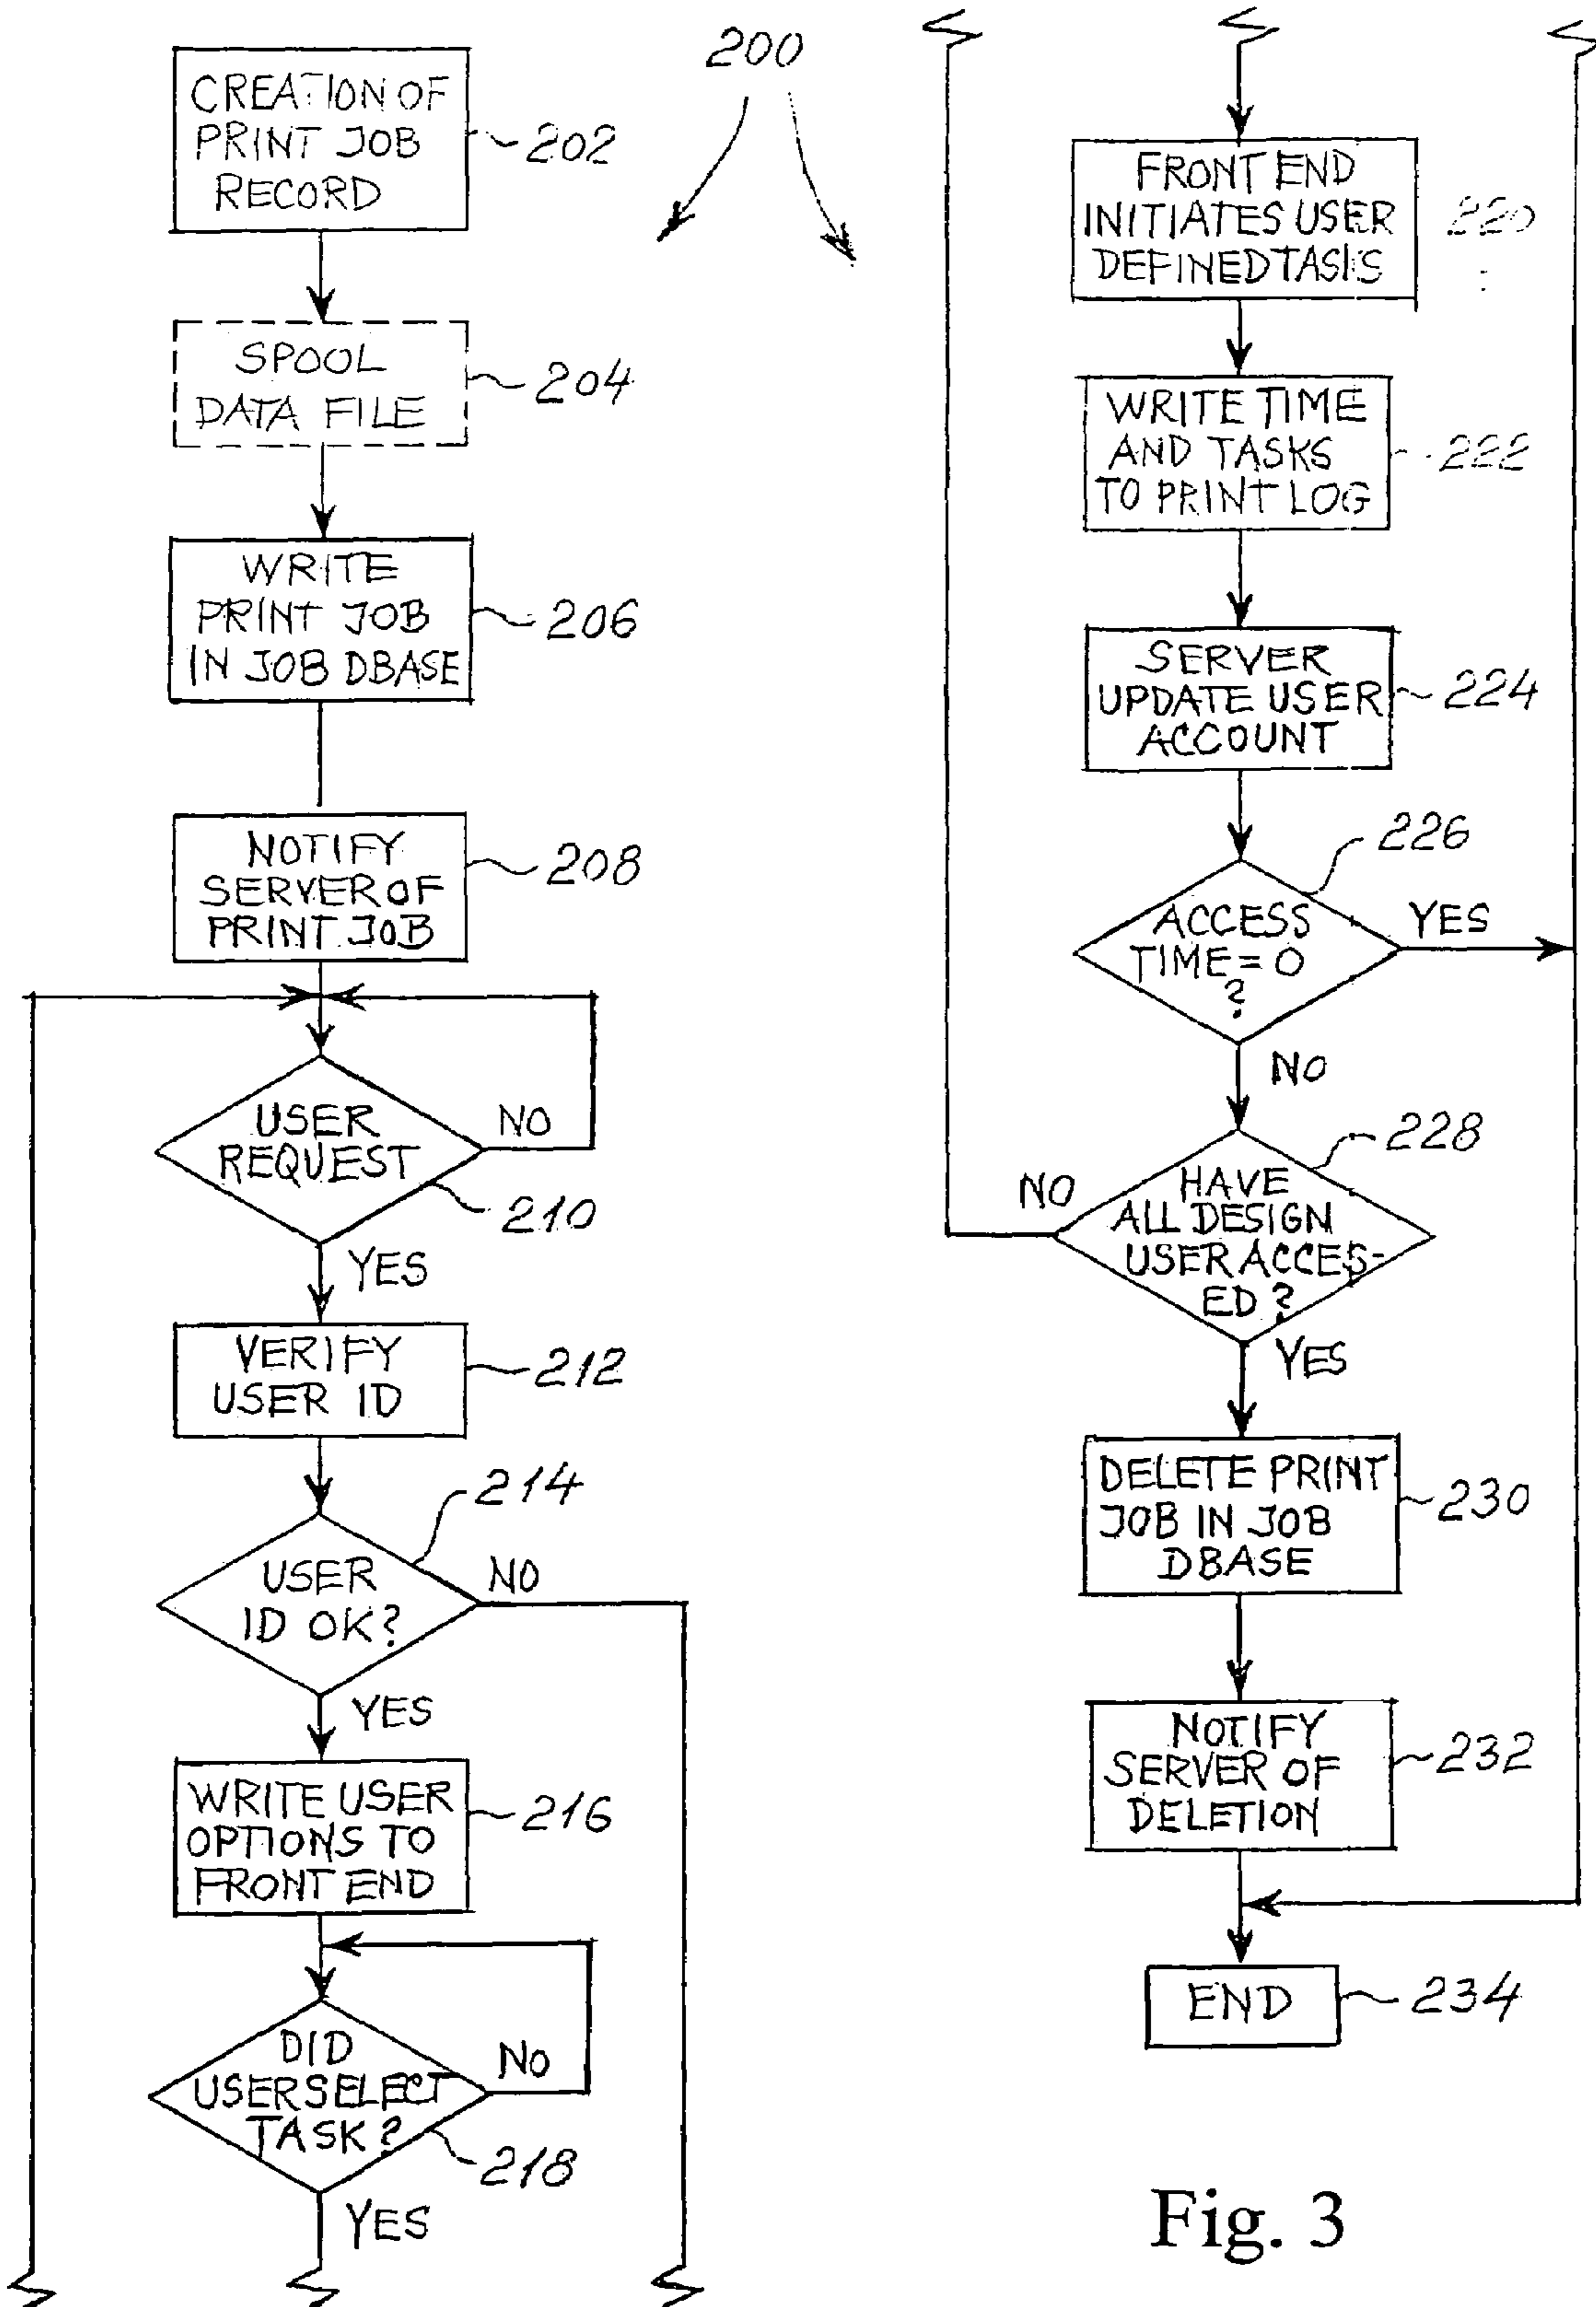 200
CREATION OF
PRINT JOB
RECORD
202
SPOOL
DATA FILE
204
WRITE
PRINT JOB
IN JOB DBASE
206
NOTIFY
SERVER OF
PRINT JOB
208
USER
REQUEST
NO
210
YES
VERIFY
USER ID
212
214
USER
ID OK?
NO
YES
WRITE USER
OPTIONS TO
FRONT END
216
DID
USER SELECT
TASK?
NO
218
YES
FRONT END
INITIATES USER
DEFINED TASKS
220
WRITE TIME
AND TASKS
TO PRINT LOG
222
SERVER
UPDATE USER
ACCOUNT
224
226
ACCESS
TIME = 0
?
YES
NO
228
HAVE
ALL DESIGN
USER ACCES-
ED?
NO
YES
DELETE PRINT
JOB IN JOB
DBASE
230
NOTIFY
SERVER OF
DELETION
232
END
234
Fig. 3